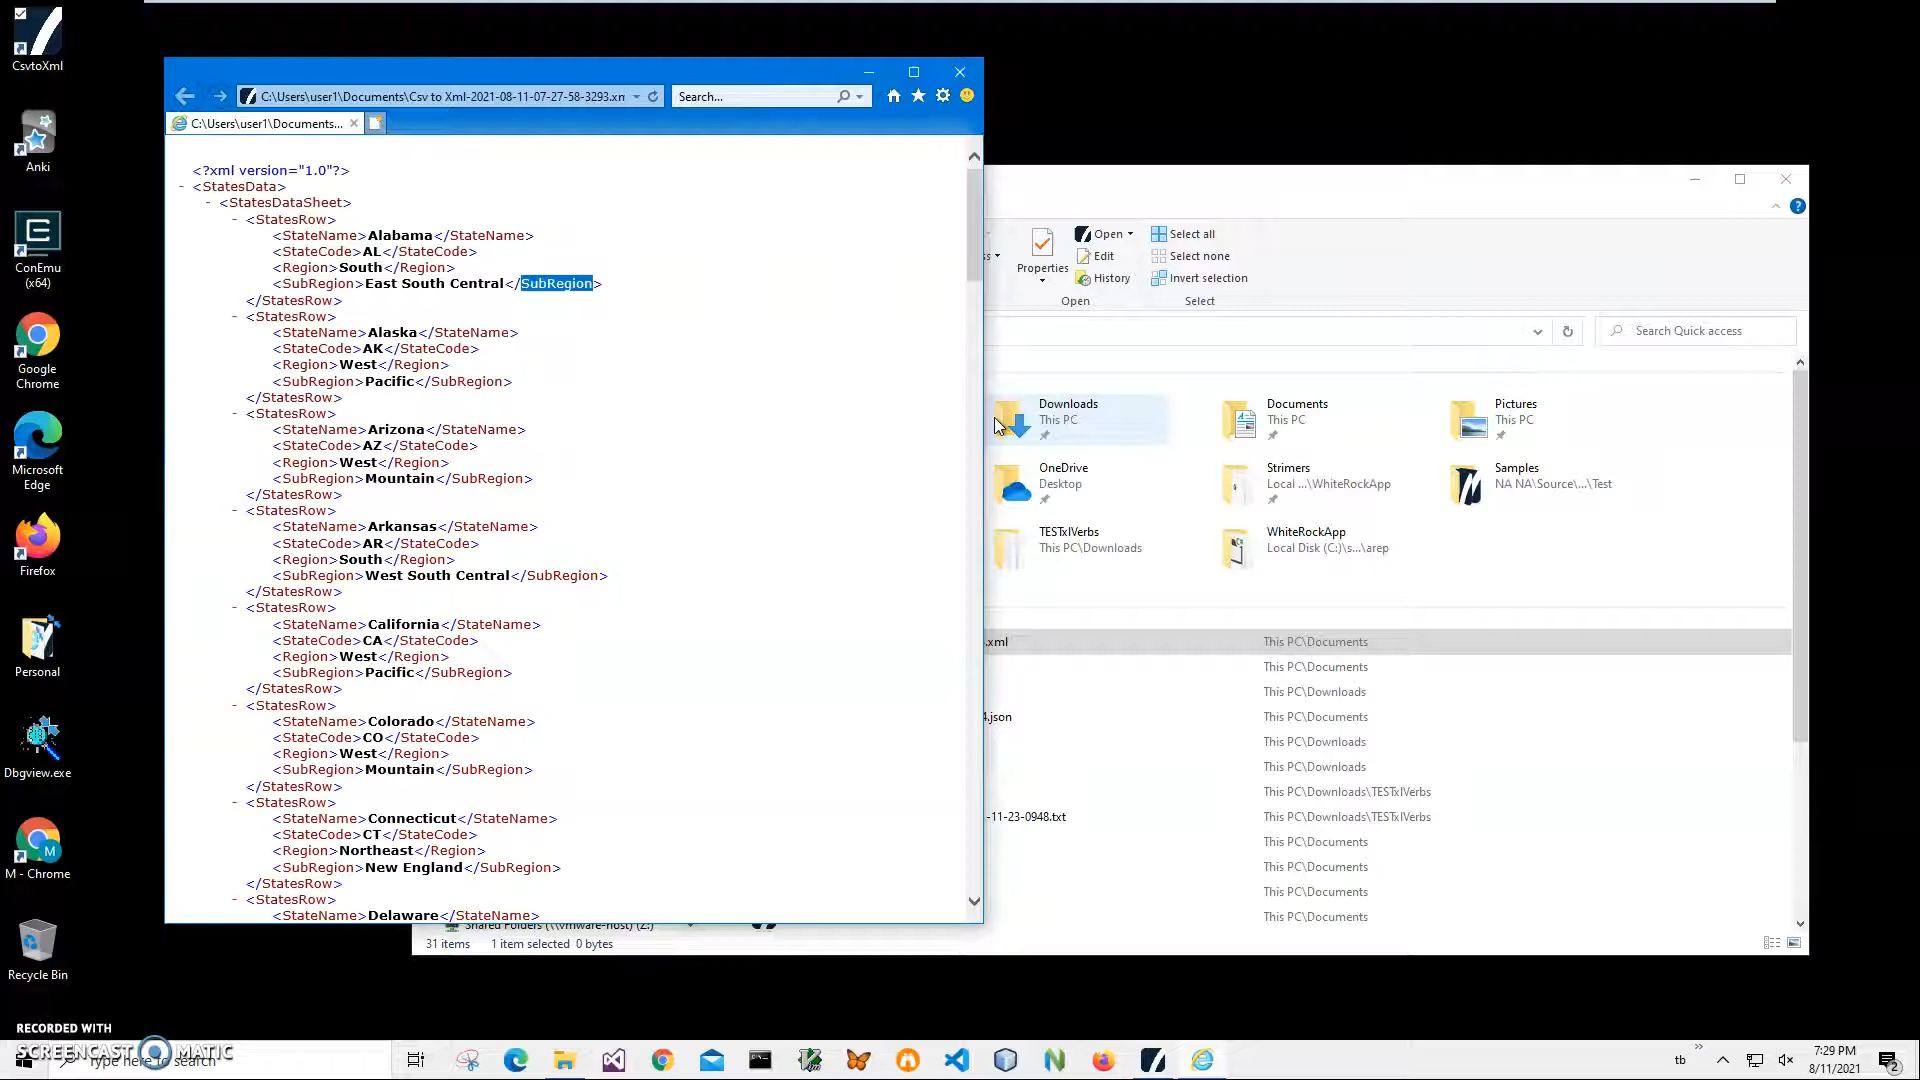 CsvtoXml
Anki
ConEmu
(x64)
Google
Chrome
Microsoft
Edge
Firefox
Personal
Dbgview.exe
M
M - Chrome
Recycle Bin
C:\Users\user1\Documents\Csv to Xml-2021-08-11-07-27-58-3293.xm
Search...
C:\Users\user1\Documents...
<?xml version="1.0"?>
- <StatesData>
- <StatesDataSheet>
- <StatesRow>
<StateName>Alabama</StateName>
<StateCode>AL</StateCode>
<Region>South</Region>
<SubRegion>East South Central</SubRegion>
</StatesRow>
- <StatesRow>
<StateName>Alaska</StateName>
<StateCode>AK</StateCode>
<Region>West</Region>
<SubRegion>Pacific</SubRegion>
</StatesRow>
- <StatesRow>
<StateName>Arizona</StateName>
<StateCode>AZ</StateCode>
<Region>West</Region>
<SubRegion>Mountain</SubRegion>
</StatesRow>
- <StatesRow>
<StateName>Arkansas</StateName>
<StateCode>AR</StateCode>
<Region>South</Region>
<SubRegion>West South Central</SubRegion>
</StatesRow>
- <StatesRow>
<StateName>California</StateName>
<StateCode>CA</StateCode>
<Region>West</Region>
<SubRegion>Pacific</SubRegion>
</StatesRow>
- <StatesRow>
<StateName>Colorado</StateName>
<StateCode>CO</StateCode>
<Region>West</Region>
<SubRegion>Mountain</SubRegion>
</StatesRow>
- <StatesRow>
<StateName>Connecticut</StateName>
<StateCode>CT</StateCode>
<Region>Northeast</Region>
<SubRegion>New England</SubRegion>
</StatesRow>
- <StatesRow>
<StateName>Delaware</StateName>
Properties
Open
Edit
History
Open
Select all
Select none
Invert selection
Select
Search Quick access
Downloads
This PC
Documents
This PC
Pictures
This PC
OneDrive
Desktop
Strimers
Local ...\WhiteRockApp
Samples
NA NA\Source\...\Test
TESTxlVerbs
This PC\Downloads
WhiteRockApp
Local Disk (C:)\s...\arep
.xml This PC\Documents
This PC\Documents
This PC\Downloads
4.json This PC\Documents
This PC\Downloads
This PC\Downloads
This PC\Downloads\TESTxlVerbs
-11-23-0948.txt This PC\Downloads\TESTxlVerbs
This PC\Documents
This PC\Documents
This PC\Documents
This PC\Documents
Shared Folders (\\vmware-host) (Z:)
31 items 1 item selected 0 bytes
RECORDED WITH
SCREENCAST MATIC
Type here to search
tb
7:29 PM
8/11/2021
2